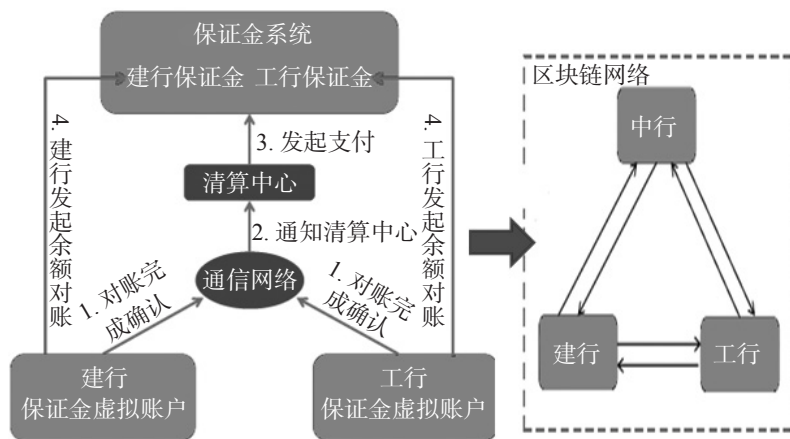 保证金系统
建行保证金 工行保证金
4. 建行发起余额对账
4. 工行发起余额对账
3. 发起支付
清算中心
2. 通知清算中心
通信网络
1. 对账完
成确认
1. 对账完
成确认
建行
保证金虚拟账户
工行
保证金虚拟账户
区块链网络
中行
建行
工行